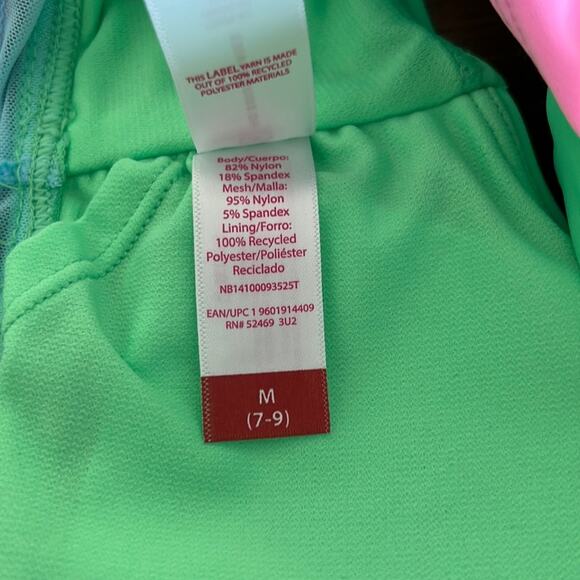 THIS LABEL YARN IS MADE
OUT OF 100% RECYCLED
POLYESTER MATERIALS
Body/Cuerpo:
82% Nylon
18% Spandex
Mesh/Malla:
95% Nylon
5% Spandex
Lining/Forro:
100% Recycled
Polyester/Poliéster
Reciclado
NB14100093525T
EAN/UPC 1 9601914409
RN# 52469 3U2
M
(7-9)